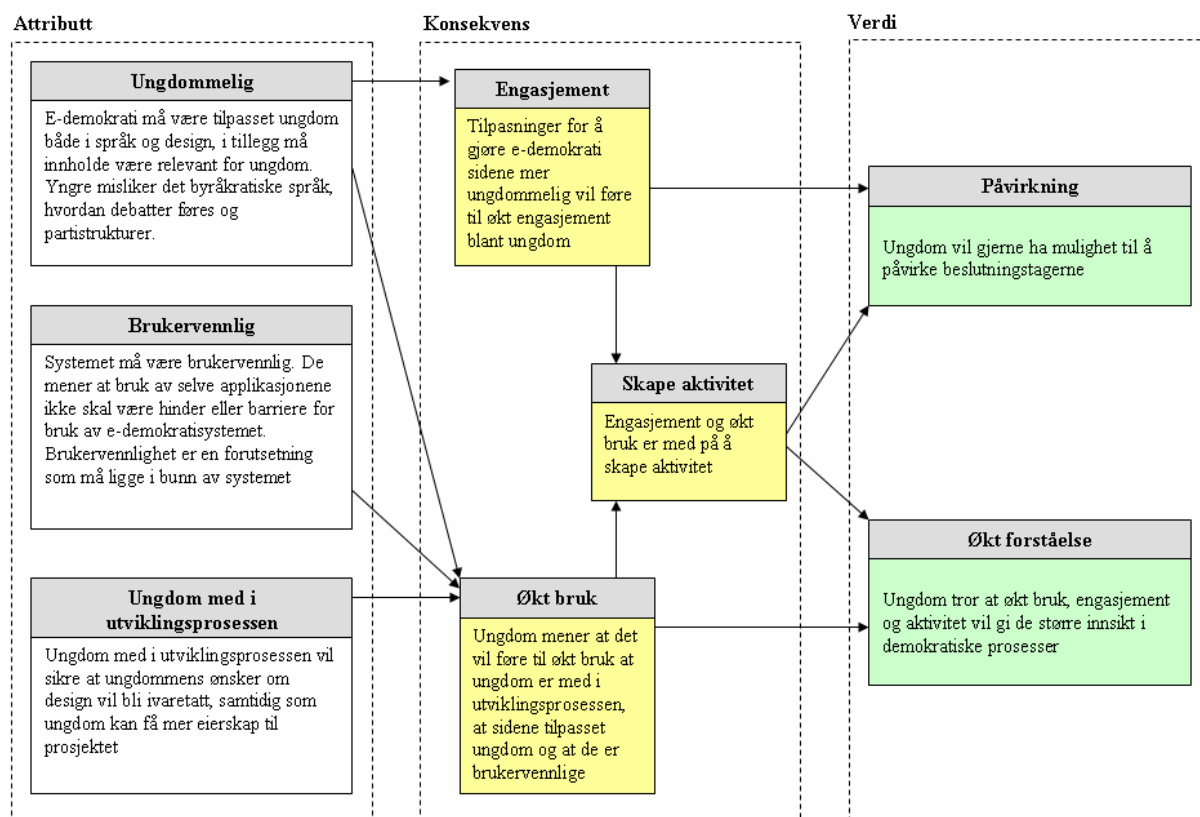 Attributt
Ungdommelig
E-demokrati må være tilpasset ungdom
både i språk og design, i tillegg må
innholde være relevant for ungdom.
Yngre misliker det byråkratiske språk,
hvordan debatter føres og
partistrukturer.
Brukervennlig
Systemet må være brukervennlig. De
mener at bruk av selve applikasjonene
ikke skal være hinder eller barriere for
bruk av e-demokratisystemet.
Brukervennlighet er en forutsetning
som må ligge i bunn av systemet
Ungdom med i
utviklingsprosessen
Ungdom med i utviklingsprosessen vil
sikre at ungdommens ønsker om
design vil bli ivaretatt, samtidig som
ungdom kan få mer eierskap til
prosjektet
Konsekvens
Engasjement
Tilpasninger for å
gjøre e-demokrati
sidene mer
ungdommelig vil føre
til økt engasjement
blant ungdom
Skape aktivitet
Engasjement og økt
bruk er med på å
skape aktivitet
Økt bruk
Ungdom mener at det
vil føre til økt bruk at
ungdom er med i
utviklingsprosessen,
at sidene tilpasset
ungdom og at de er
brukervennlige
Verdi
Påvirkning
Ungdom vil gjerne ha mulighet til å
påvirke beslutningstagerne
Økt forståelse
Ungdom tror at økt bruk, engasjement
og aktivitet vil gi de større innsikt i
demokratiske prosesser